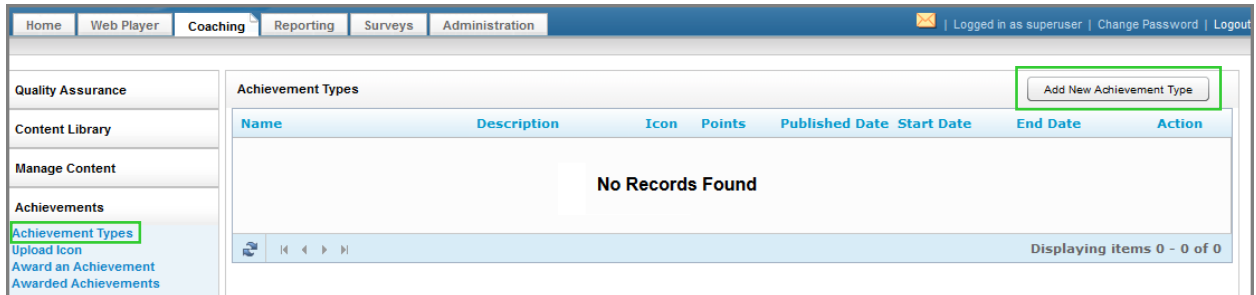 Home Web Player Coaching Reporting Surveys Administration | Logged in as superuser | Change Password | Logout
Quality Assurance
Content Library
Manage Content
Achievements
Achievement Types
Upload Icon
Award an Achievement
Awarded Achievements
Achievement Types Add New Achievement Type
Name Description Icon Points Published Date Start Date End Date Action
No Records Found
Displaying items 0 - 0 of 0